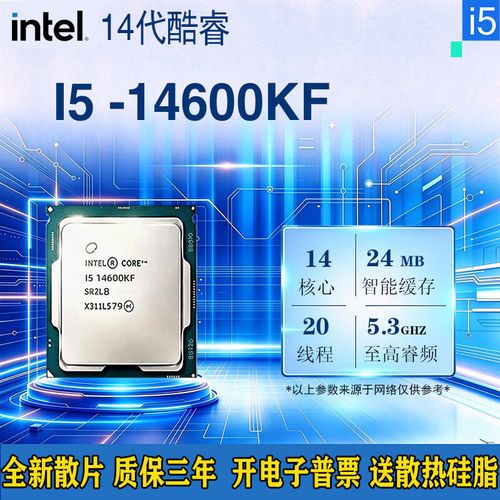 intel 14代酷睿
i5
I5 -14600KF
INTEL® CORE™
I5 14600KF
SR2LB
X311L579
14 24 MB
核心 智能缓存
20 5.3GHZ
线程 至高睿频
*以上参数来源于网络仅供参考*
全新散片 质保三年 开电子普票 送散热硅脂